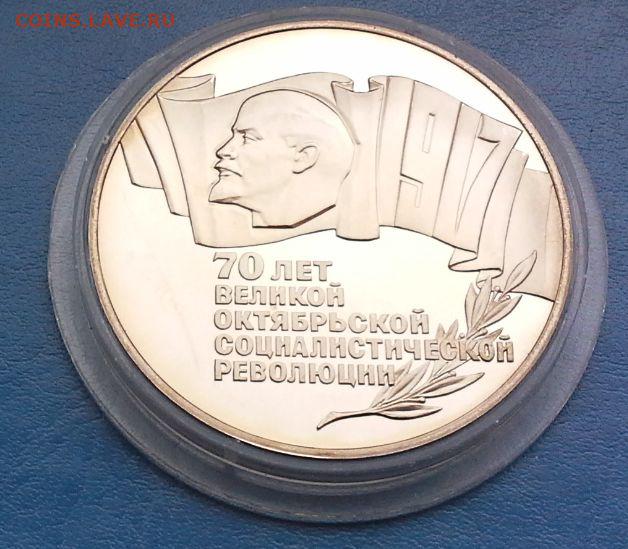 COINS.LAVE.RU
1917
70 ЛЕТ
ВЕЛИКОЙ
ОКТЯБРЬСКОЙ
СОЦИАЛИСТИЧЕСКОЙ
РЕВОЛЮЦИИ